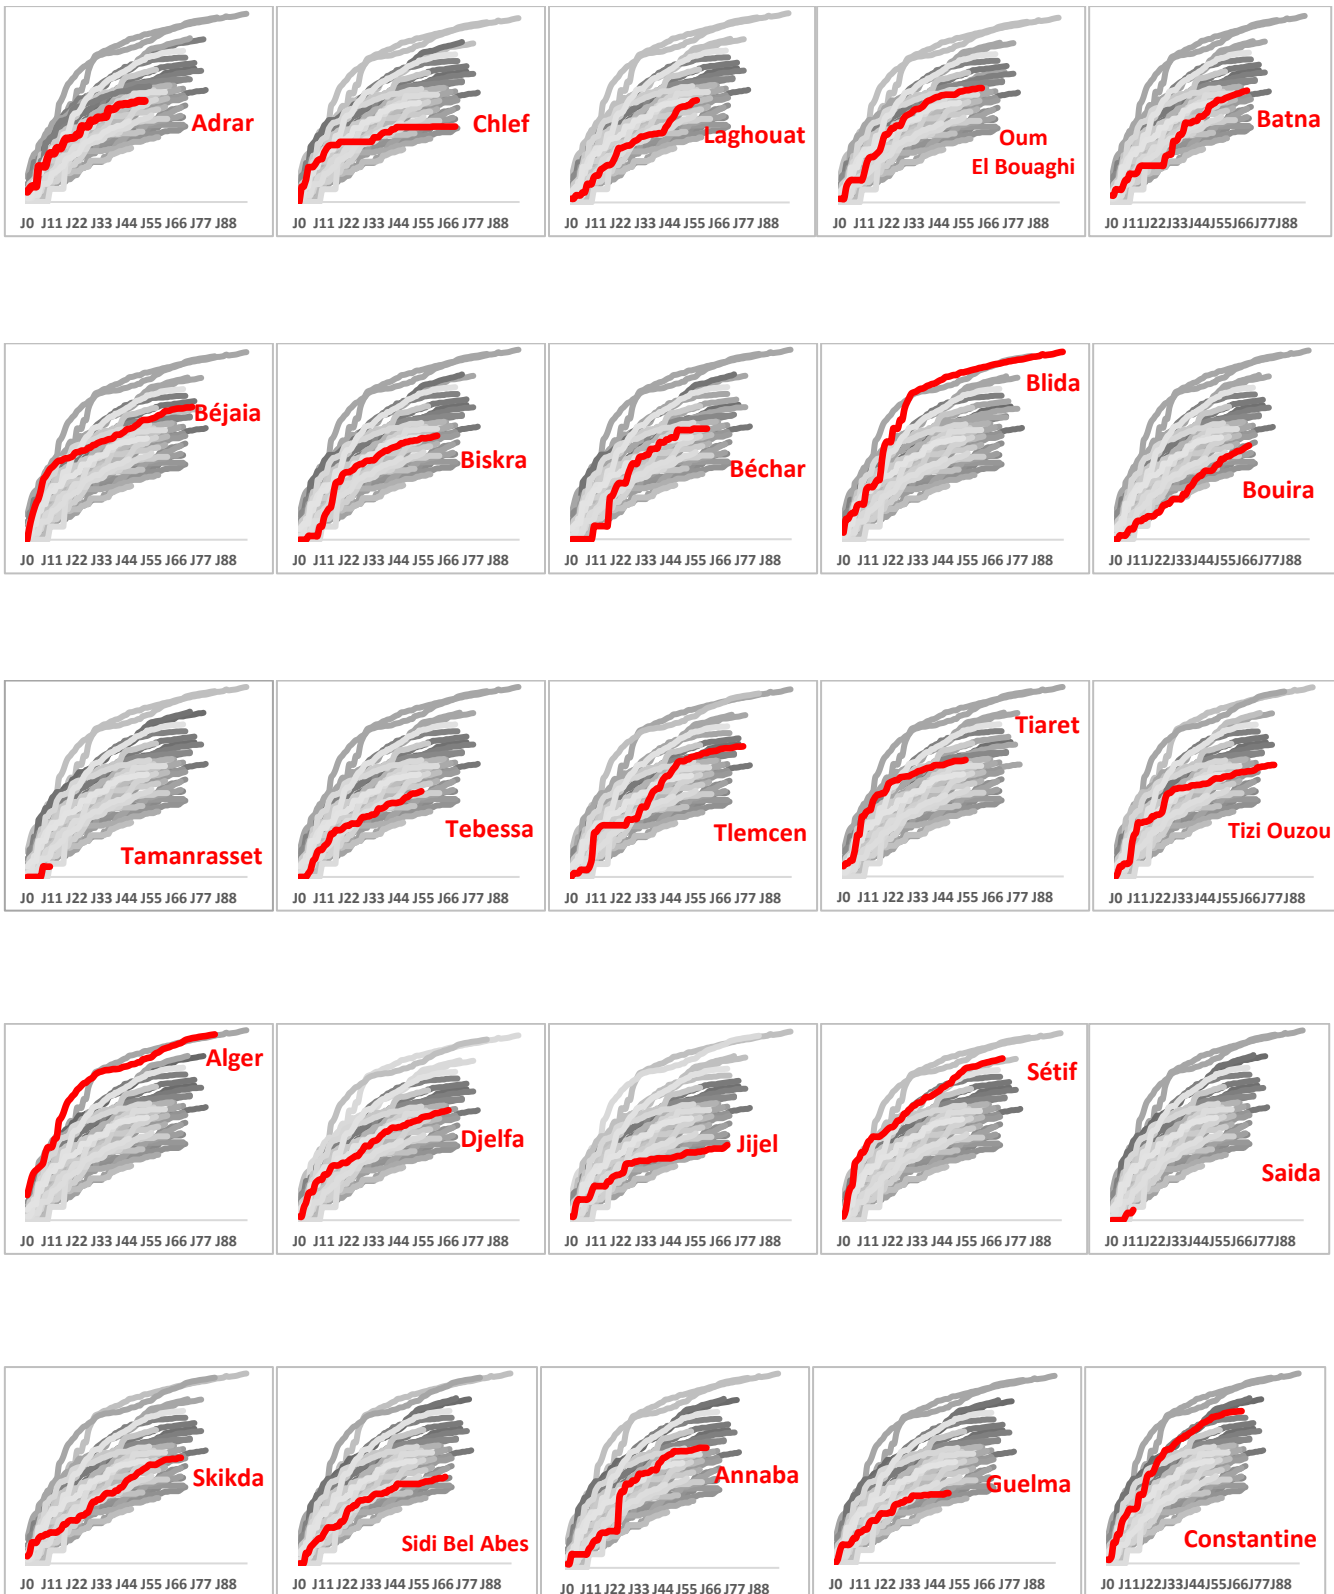 Adrar
J0 J11 J22 J33 J44 J55 J66 J77 J88
Chlef
J0 J11 J22 J33 J44 J55 J66 J77 J88
Laghouat
J0 J11 J22 J33 J44 J55 J66 J77 J88
Oum
El Bouaghi
J0 J11 J22 J33 J44 J55 J66 J77 J88
Batna
J0 J11J22J33J44J55J66J77J88
Béjaia
J0 J11 J22 J33 J44 J55 J66 J77 J88
Biskra
J0 J11 J22 J33 J44 J55 J66 J77 J88
Béchar
J0 J11 J22 J33 J44 J55 J66 J77 J88
Blida
J0 J11 J22 J33 J44 J55 J66 J77 J88
Bouira
J0 J11J22J33J44J55J66J77J88
Tamanrasset
J0 J11 J22 J33 J44 J55 J66 J77 J88
Tebessa
J0 J11 J22 J33 J44 J55 J66 J77 J88
Tlemcen
J0 J11 J22 J33 J44 J55 J66 J77 J88
Tiaret
J0 J11 J22 J33 J44 J55 J66 J77 J88
Tizi Ouzou
J0 J11J22J33J44J55J66J77J88
Alger
J0 J11 J22 J33 J44 J55 J66 J77 J88
Djelfa
J0 J11 J22 J33 J44 J55 J66 J77 J88
Jijel
J0 J11 J22 J33 J44 J55 J66 J77 J88
Sétif
J0 J11 J22 J33 J44 J55 J66 J77 J88
Saida
J0 J11J22J33J44J55J66J77J88
Skikda
J0 J11 J22 J33 J44 J55 J66 J77 J88
Sidi Bel Abes
J0 J11 J22 J33 J44 J55 J66 J77 J88
Annaba
J0 J11 J22 J33 J44 J55 J66 J77 J88
Guelma
J0 J11 J22 J33 J44 J55 J66 J77 J88
Constantine
J0 J11 J22 J33 J44 J55 J66 J77 J88